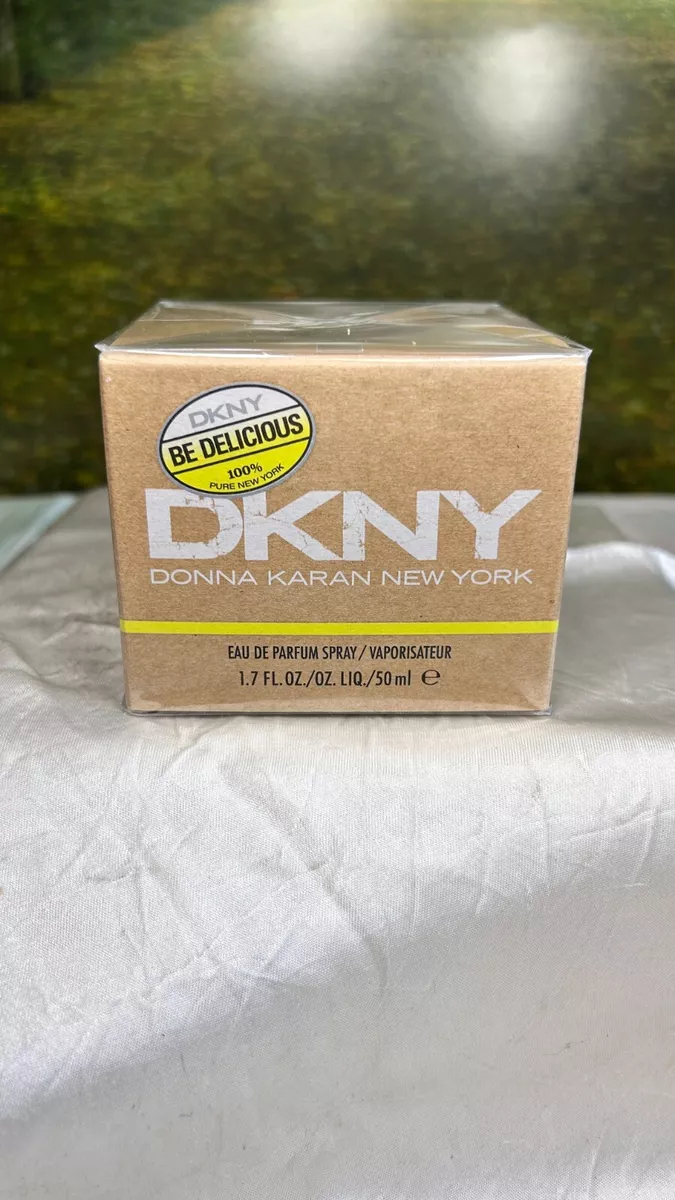 DKNY
BE DELICIOUS
100%
PURE NEW YORK
DKNY
DONNA KARAN NEW YORK
EAU DE PARFUM SPRAY/VAPORISATEUR
1.7 FL.OZ./OZ. LIQ./50 ml ℮